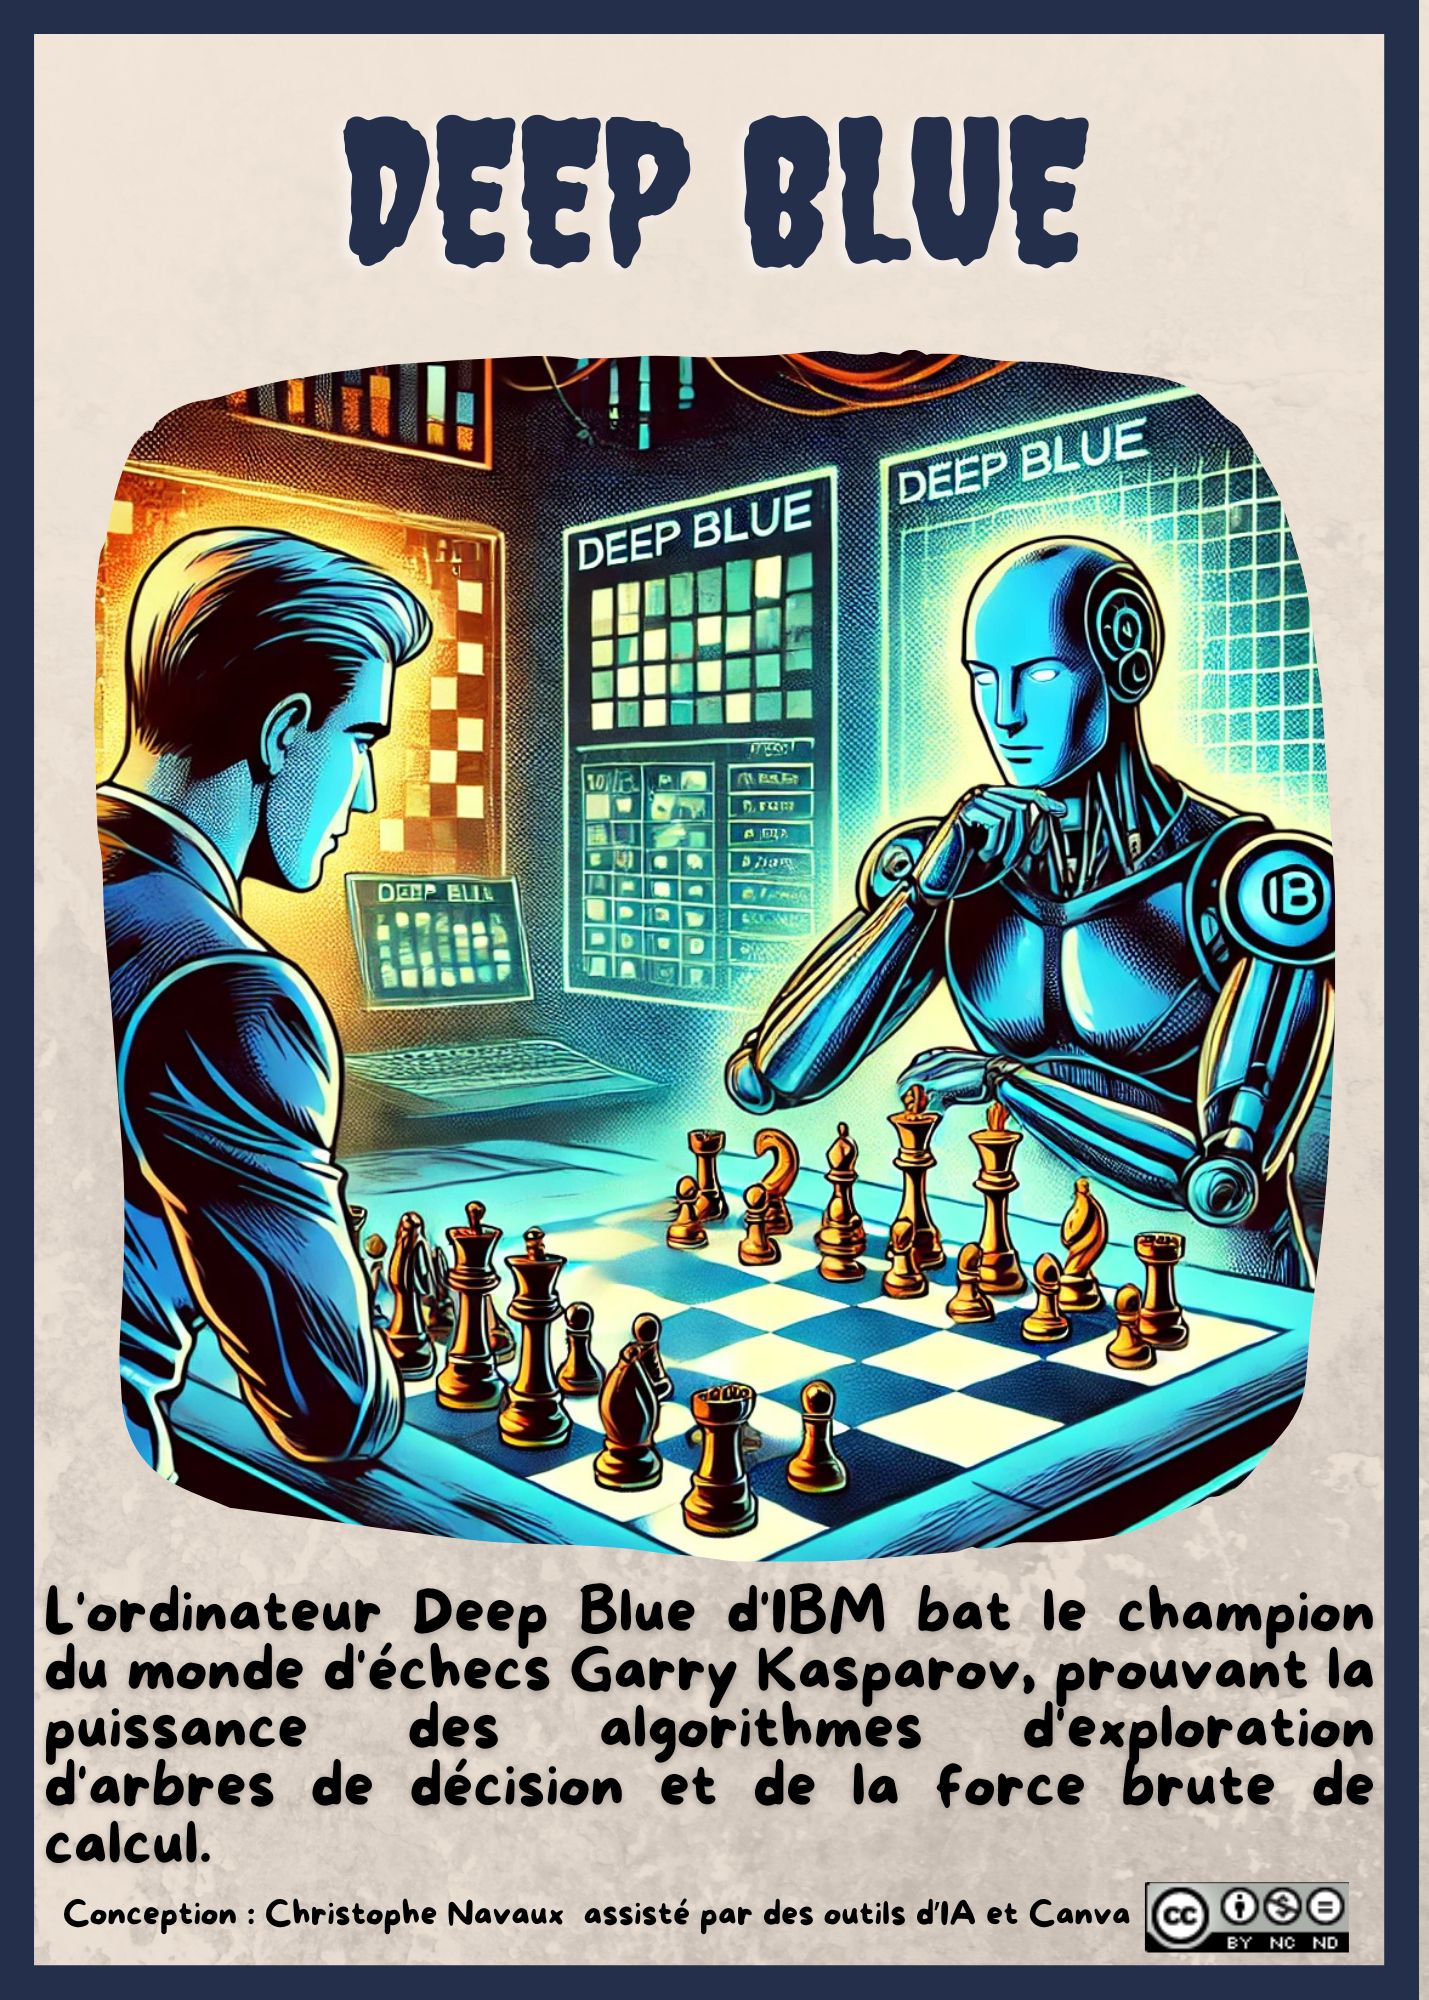 DEEP BLUE
DEEP BLUE
DEEP BLUE
IB
L'ordinateur Deep Blue d'IBM bat le champion
du monde d'échecs Garry Kasparov, prouvant la
puissance des algorithmes d'exploration
d'arbres de décision et de la force brute de
calcul.
Conception : Christophe Navaux assisté par des outils d'IA et Canva
cc
BY NC ND